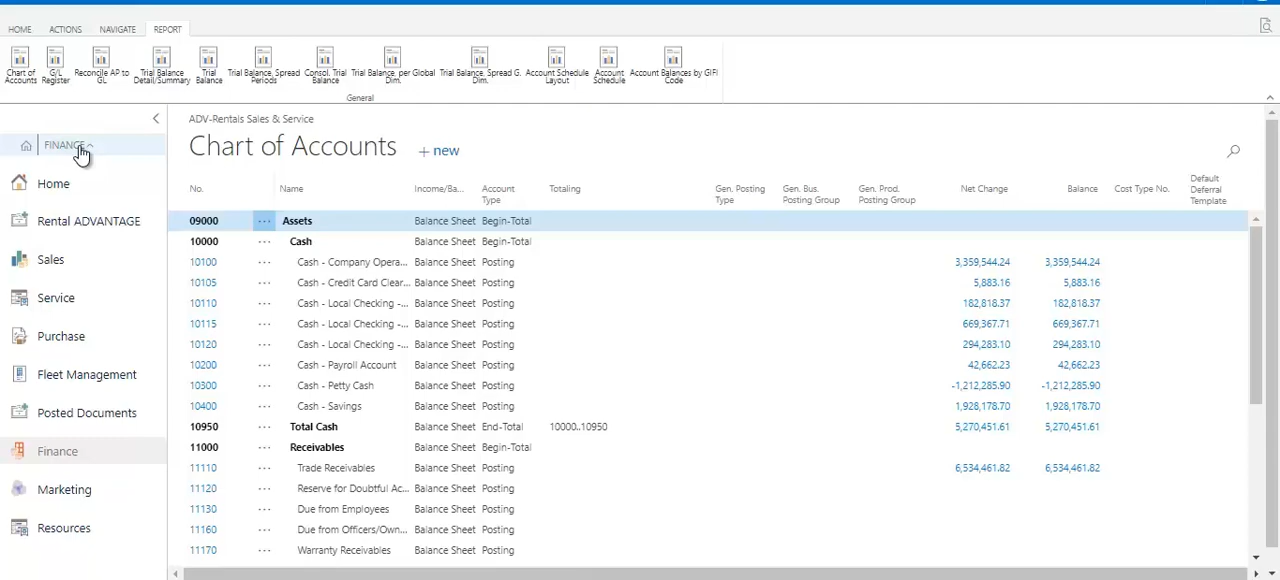 HOME ACTIONS NAVIGATE REPORT
Chart of Accounts
G/L Register
Reconcile AP to GL
Trial Balance Detail/Summary
Trial Balance
Trial Balance, Spread Periods
Consol. Trial Balance
Trial Balance, per Global Dim.
Trial Balance, Spread G. Dim.
Account Schedule Layout
Account Schedule
Account Balances by GIFI Code
General
FINANCE
Home
Rental ADVANTAGE
Sales
Service
Purchase
Fleet Management
Posted Documents
Finance
Marketing
Resources
ADV-Rentals Sales & Service
Chart of Accounts + new
No. Name Income/Ba... Account Type Totaling Gen. Posting Type Gen. Bus. Posting Group Gen. Prod. Posting Group Net Change Balance Cost Type No. Default Deferral Template
09000 ... Assets Balance Sheet Begin-Total
10000 ... Cash Balance Sheet Begin-Total
10100 ... Cash - Company Opera... Balance Sheet Posting 3,359,544.24 3,359,544.24
10105 ... Cash - Credit Card Clear... Balance Sheet Posting 5,883.16 5,883.16
10110 ... Cash - Local Checking -... Balance Sheet Posting 182,818.37 182,818.37
10115 ... Cash - Local Checking -... Balance Sheet Posting 669,367.71 669,367.71
10120 ... Cash - Local Checking -... Balance Sheet Posting 294,283.10 294,283.10
10200 ... Cash - Payroll Account Balance Sheet Posting 42,662.23 42,662.23
10300 ... Cash - Petty Cash Balance Sheet Posting -1,212,285.90 -1,212,285.90
10400 ... Cash - Savings Balance Sheet Posting 1,928,178.70 1,928,178.70
10950 ... Total Cash Balance Sheet End-Total 10000..10950 5,270,451.61 5,270,451.61
11000 ... Receivables Balance Sheet Begin-Total
11110 ... Trade Receivables Balance Sheet Posting 6,534,461.82 6,534,461.82
11120 ... Reserve for Doubtful Ac... Balance Sheet Posting
11130 ... Due from Employees Balance Sheet Posting
11160 ... Due from Officers/Own... Balance Sheet Posting
11170 ... Warranty Receivables Balance Sheet Posting